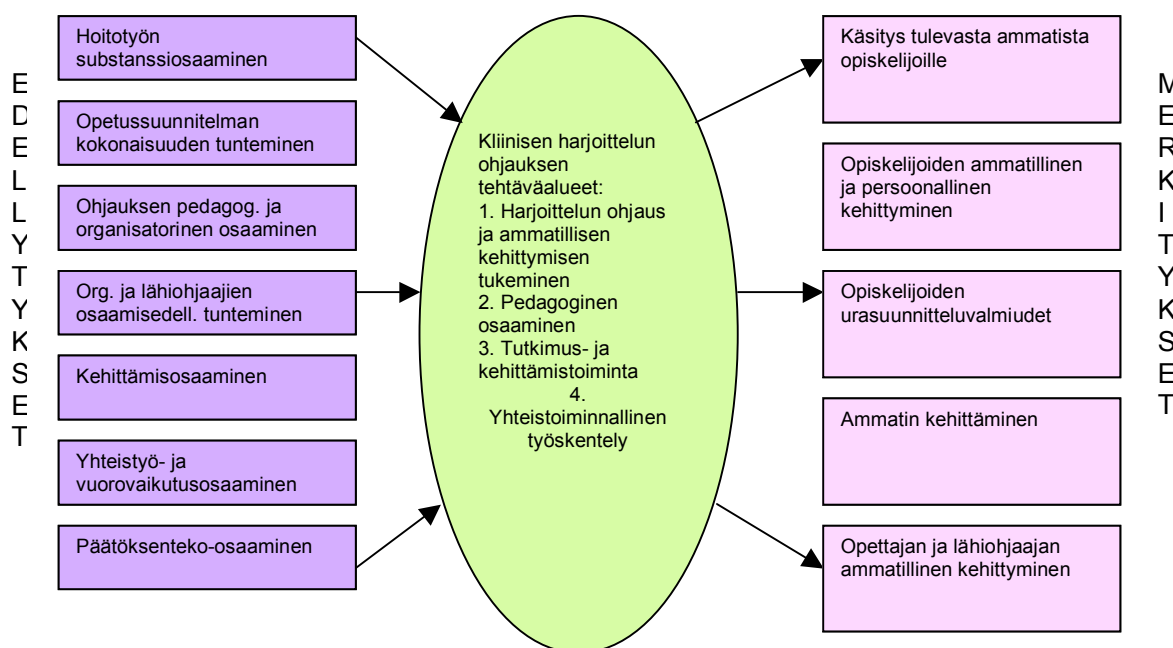 EDELLYTYKSET
Hoitotyön
substanssiosaaminen
Opetussuunnitelman
kokonaisuuden tunteminen
Ohjauksen pedagog. ja
organisatorinen osaaminen
Org. ja lähiohjaajien
osaamisedell. tunteminen
Kehittämisosaaminen
Yhteistyö- ja
vuorovaikutusosaaminen
Päätöksenteko-osaaminen
Kliinisen harjoittelun
ohjauksen
tehtäväalueet:
1. Harjoittelun ohjaus
ja ammatillisen
kehittymisen
tukeminen
2. Pedagoginen
osaaminen
3. Tutkimus- ja
kehittämistoiminta
4.
Yhteistoiminnallinen
työskentely
Käsitys tulevasta ammatista
opiskelijoille
Opiskelijoiden ammatillinen
ja persoonallinen
kehittyminen
Opiskelijoiden
urasuunnitteluvalmiudet
Ammatin kehittäminen
Opettajan ja lähiohjaajan
ammatillinen kehittyminen
MERKITYKSET